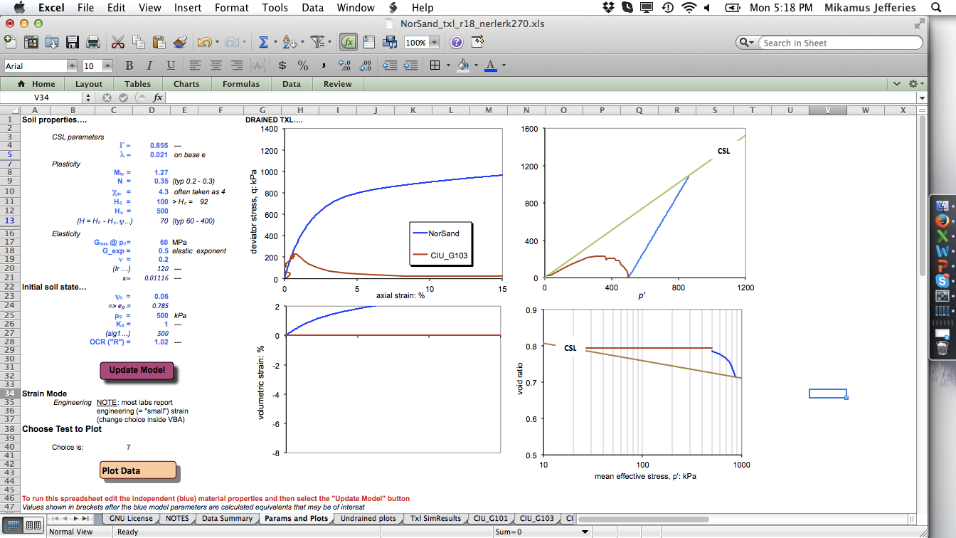 Excel File Edit View Insert Format Tools Data Window Help Mon 5:18 PM Mikamus Jefferies
NorSand_txl_r18_nerlerk270.xls
100% Search in Sheet
Arial 10 B I U
Home Layout Tables Charts Formulas Data Review
V34 fx
A B C D E F G H I J K L M N O P Q R S T U V W X
1 Soil properties.... DRAINED TXL....
CSL parameters
Γ = 0.855 ---
λ = 0.021 on base e
Plasticity
Mtc = 1.27
N = 0.35 (typ 0.2 - 0.3)
χtc = 4.3 often taken as 4
H0 = 100 > Hc = 92
Hψ = 500
(H = H0 - Hψ.ψ...) 70 (typ 60 - 400)
Elasticity
Gmax @ p0= 60 MPa
G_exp = 0.5 elastic exponent
ν = 0.2
(Ir ...) 120 ---
κ= 0.01116 ---
Initial soil state...
ψ0 = 0.06
=> e0 = 0.785
p0 = 500 kPa
K0 = 1 ---
(sig1...) 500
OCR ("R") = 1.02 ---
Update Model
Strain Mode
Engineering NOTE: most labs report
engineering (= "small") strain
(change choice inside VBA)
Choose Test to Plot
Choice is: 7
Plot Data
1400
1200
1000
800
600
400
200
0
deviator stress, q: kPa
NorSand
CIU_G103
0 5 10 15
axial strain: %
2
0
-2
-4
-6
-8
volumetric strain: %
1600
1200
800
400
0
CSL
0 400 800 1200
p'
0.9
0.8
0.7
0.6
0.5
void ratio
CSL
10 100 1000
mean effective stress, p': kPa
46 To run this spreadsheet edit the independent (blue) material properties and then select the "Update Model" button
47 Values shown in brackets after the blue model parameters are calculated equivalents that may be of interest
GNU License NOTES Data Summary Params and Plots Undrained plots Txl SimResults CIU_G101 CIU_G103 CI
Normal View Ready Sum=0